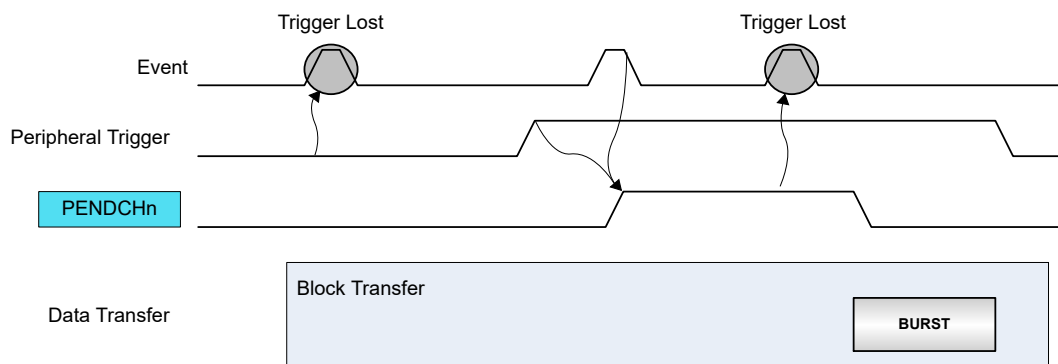 Trigger Lost
Trigger Lost
Event
Peripheral Trigger
PENDCHn
Block Transfer
Data Transfer
BURST